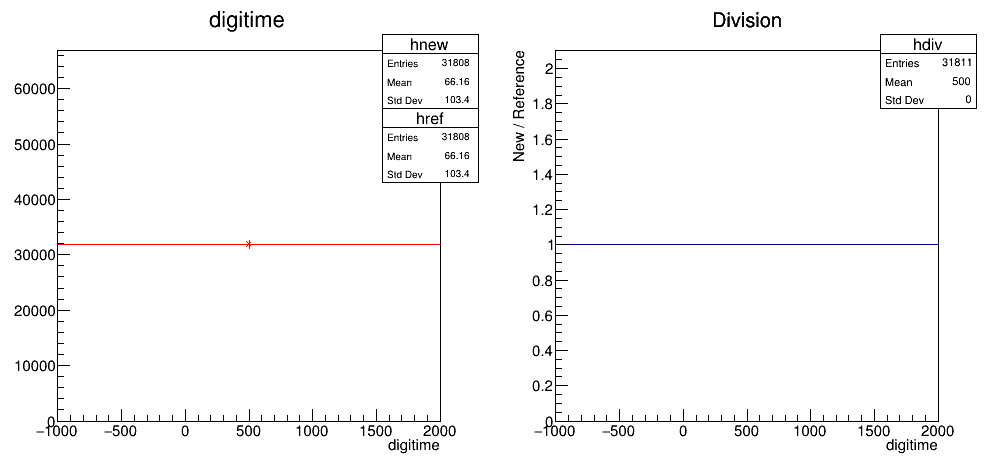 digitime
hnew
Entries 31808
Mean 66.16
Std Dev 103.4
href
Entries 31808
Mean 66.16
Std Dev 103.4
60000
50000
40000
30000
20000
10000
0
−1000 −500 0 500 1000 1500 2000
digitime
Division
hdiv
Entries 31811
Mean 500
Std Dev 0
New / Reference
2
1.8
1.6
1.4
1.2
1
0.8
0.6
0.4
0.2
0
−1000 −500 0 500 1000 1500 2000
digitime